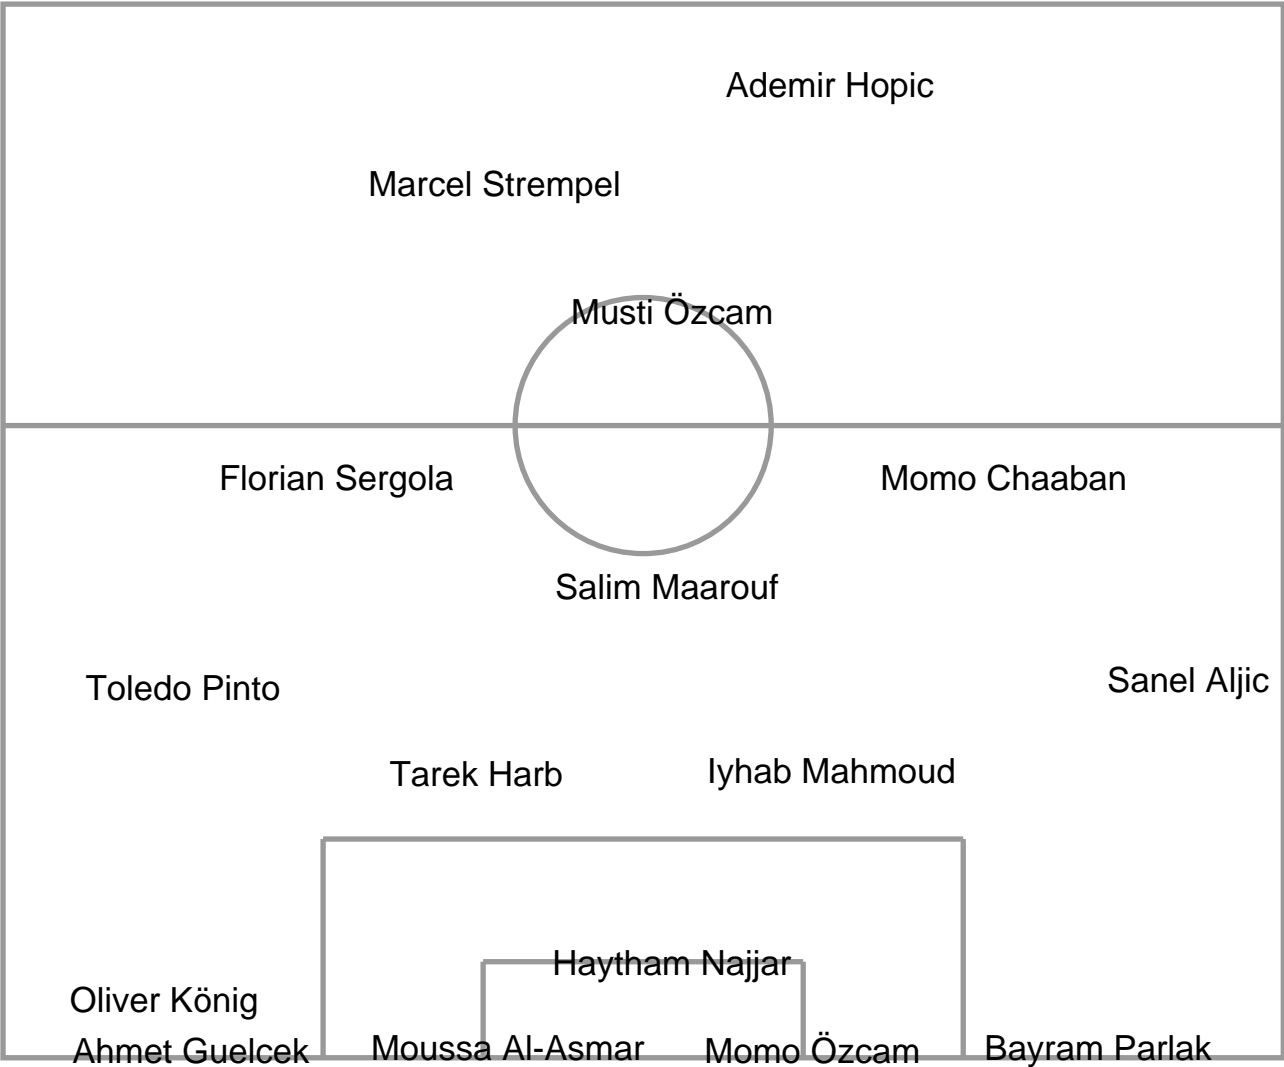 Ademir Hopic
Marcel Strempel
Musti Özcam
Florian Sergola
Momo Chaaban
Salim Maarouf
Toledo Pinto
Sanel Aljic
Tarek Harb
Iyhab Mahmoud
Haytham Najjar
Oliver König
Ahmet Guelcek
Moussa Al-Asmar
Momo Özcam
Bayram Parlak